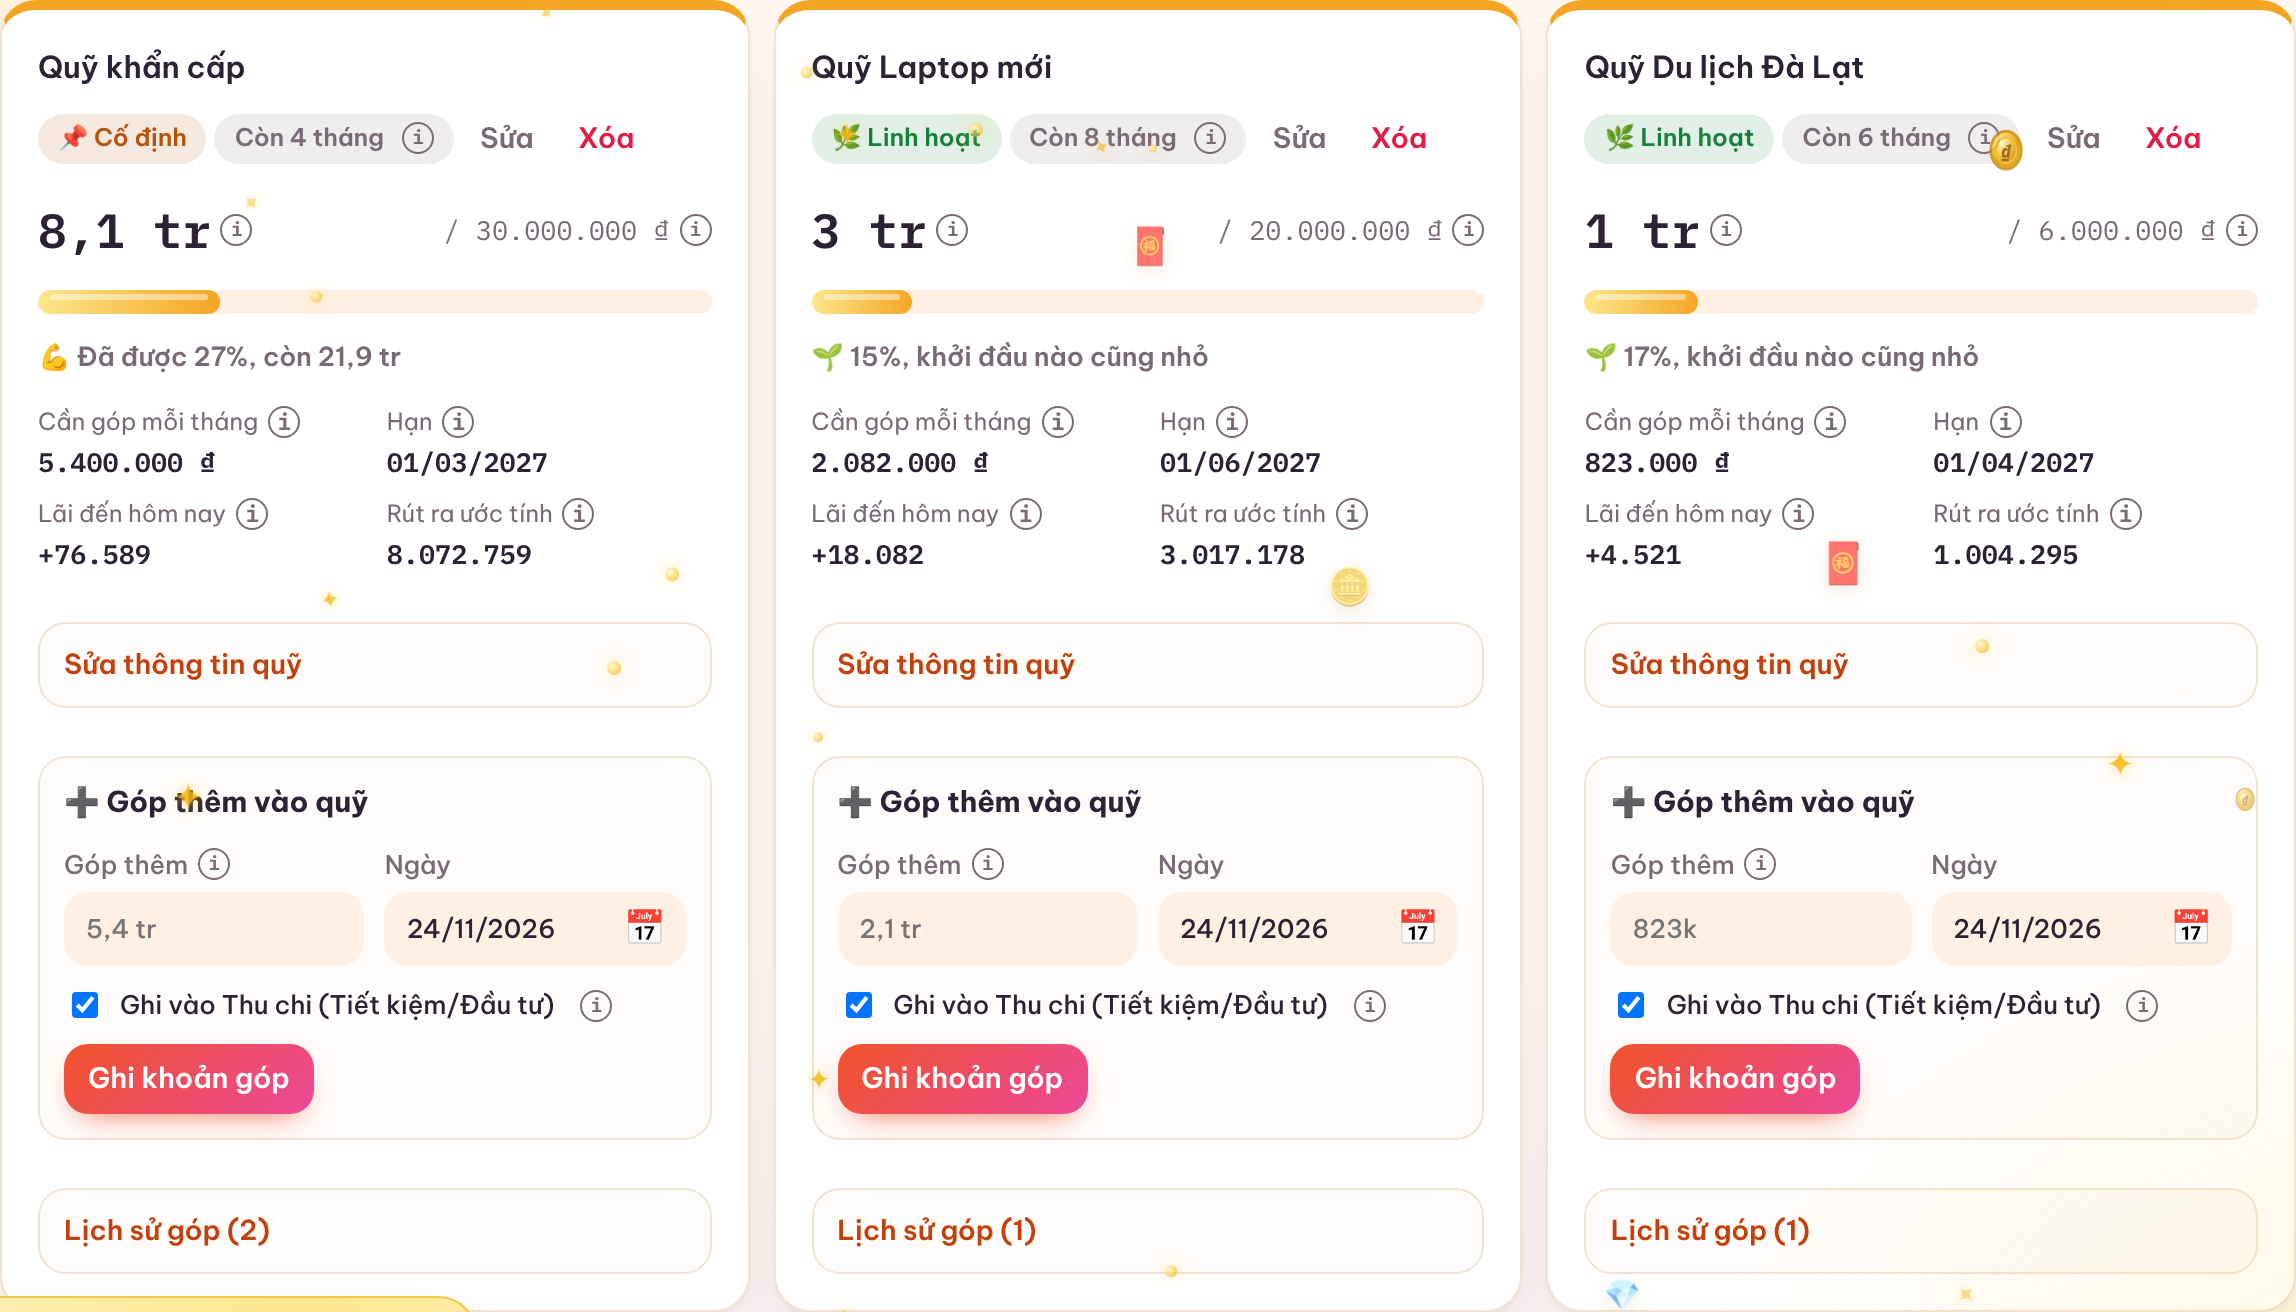 Quỹ khẩn cấp
📌 Cố định Còn 4 tháng i Sửa Xóa
8,1 tr i / 30.000.000 đ i
💪 Đã được 27%, còn 21,9 tr
Cần góp mỗi tháng i Hạn i
5.400.000 đ 01/03/2027
Lãi đến hôm nay i Rút ra ước tính i
+76.589 8.072.759
Sửa thông tin quỹ
➕ Góp thêm vào quỹ
Góp thêm i Ngày
5,4 tr 24/11/2026
Ghi vào Thu chi (Tiết kiệm/Đầu tư) i
Ghi khoản góp
Lịch sử góp (2)
Quỹ Laptop mới
🌿 Linh hoạt Còn 8 tháng i Sửa Xóa
3 tr i / 20.000.000 đ i
🌱 15%, khởi đầu nào cũng nhỏ
Cần góp mỗi tháng i Hạn i
2.082.000 đ 01/06/2027
Lãi đến hôm nay i Rút ra ước tính i
+18.082 3.017.178
Sửa thông tin quỹ
➕ Góp thêm vào quỹ
Góp thêm i Ngày
2,1 tr 24/11/2026
Ghi vào Thu chi (Tiết kiệm/Đầu tư) i
Ghi khoản góp
Lịch sử góp (1)
Quỹ Du lịch Đà Lạt
🌿 Linh hoạt Còn 6 tháng i Sửa Xóa
1 tr i / 6.000.000 đ i
🌱 17%, khởi đầu nào cũng nhỏ
Cần góp mỗi tháng i Hạn i
823.000 đ 01/04/2027
Lãi đến hôm nay i Rút ra ước tính i
+4.521 1.004.295
Sửa thông tin quỹ
➕ Góp thêm vào quỹ
Góp thêm i Ngày
823k 24/11/2026
Ghi vào Thu chi (Tiết kiệm/Đầu tư) i
Ghi khoản góp
Lịch sử góp (1)